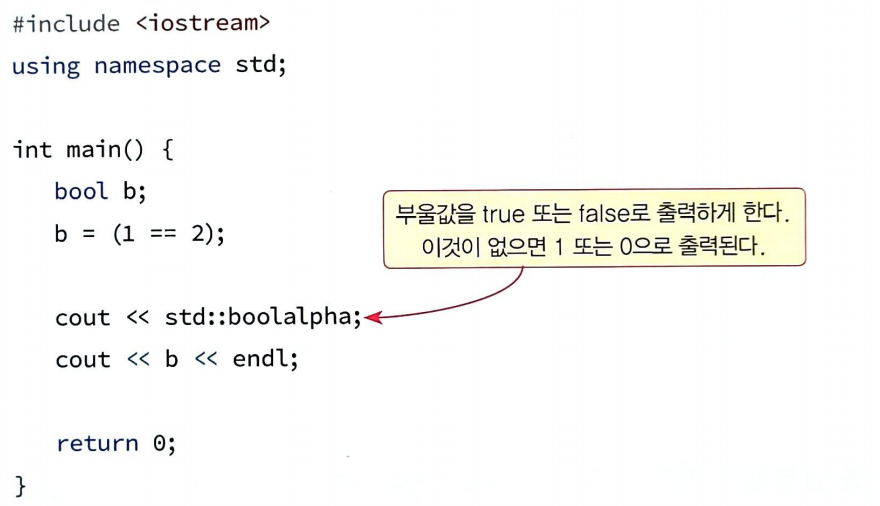 #include <iostream>
using namespace std;
int main() {
bool b;
b = (1 == 2);
부울값을 true 또는 false로 출력하게 한다.
이것이 없으면 1 또는 0으로 출력된다.
cout << std::boolalpha;
cout << b << endl;
return 0;
}